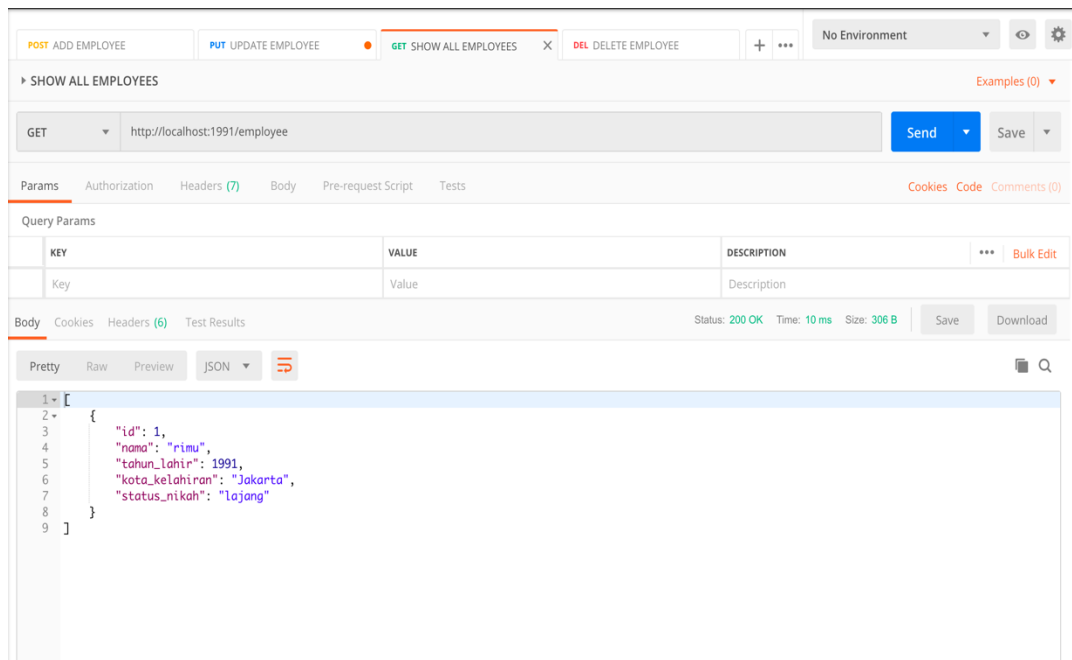 POST ADD EMPLOYEE PUT UPDATE EMPLOYEE GET SHOW ALL EMPLOYEES X DEL DELETE EMPLOYEE + ••• No Environment
SHOW ALL EMPLOYEES Examples (0)
GET http://localhost:1991/employee Send Save
Params Authorization Headers (7) Body Pre-request Script Tests Cookies Code Comments (0)
Query Params
KEY VALUE DESCRIPTION ••• Bulk Edit
Key Value Description
Body Cookies Headers (6) Test Results Status: 200 OK Time: 10 ms Size: 306 B Save Download
Pretty Raw Preview JSON
1 [
2 {
3 "id": 1,
4 "nama": "rimu",
5 "tahun_lahir": 1991,
6 "kota_kelahiran": "Jakarta",
7 "status_nikah": "lajang"
8 }
9 ]